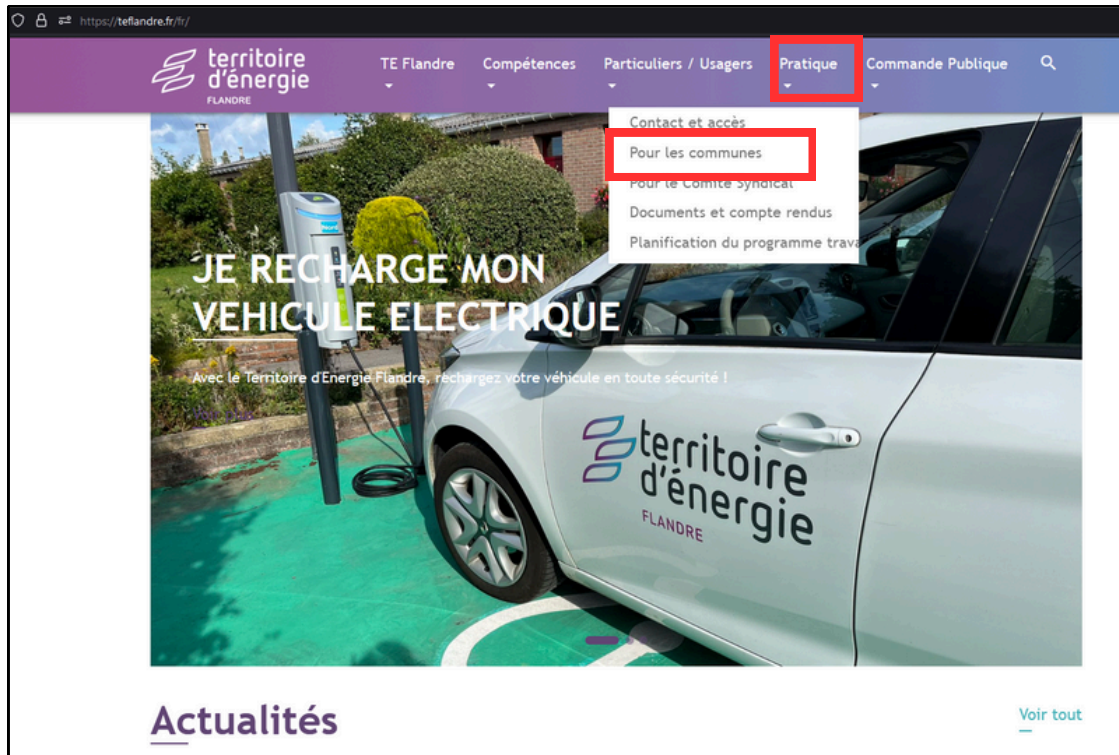 https://teflandre.fr/fr/
territoire
d'énergie
FLANDRE
TE Flandre
Compétences
Particuliers / Usagers
Pratique
Commande Publique
Contact et accès
Pour les communes
Pour le Comité Syndical
Documents et compte rendus
Planification du programme trava
JE RECHARGE MON
VEHICULE ELECTRIQUE
Avec le Territoire d'Energie Flandre, rechargez votre véhicule en toute sécurité !
territoire
d'énergie
FLANDRE
Actualités
Voir tout